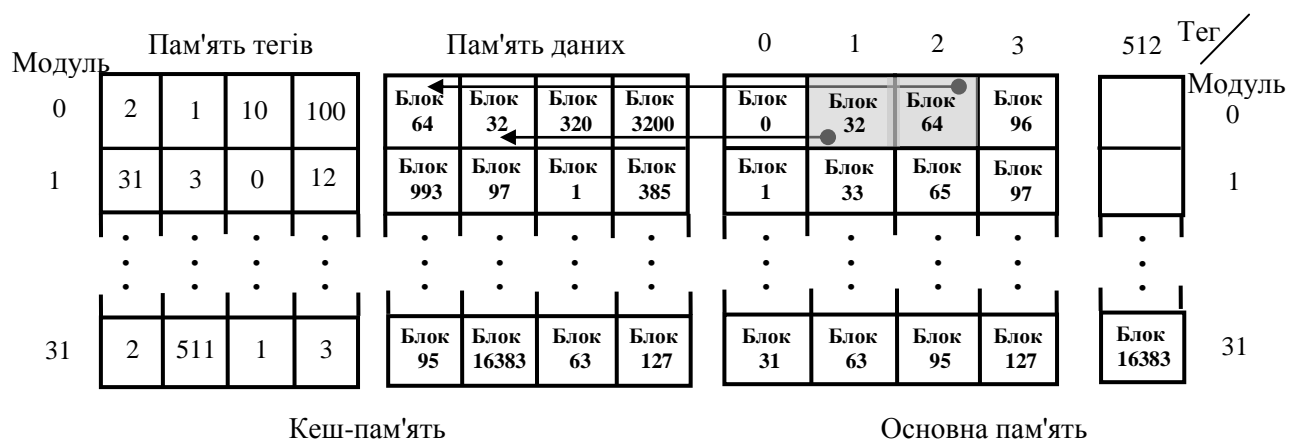 Пам'ять тегів Пам'ять даних 0 1 2 3 512 Тег
Модуль Модуль
0 2 1 10 100 Блок 64 Блок 32 Блок 320 Блок 3200 Блок 0 Блок 32 Блок 64 Блок 96 0
1 31 3 0 12 Блок 993 Блок 97 Блок 1 Блок 385 Блок 1 Блок 33 Блок 65 Блок 97 1
31 2 511 1 3 Блок 95 Блок 16383 Блок 63 Блок 127 Блок 31 Блок 63 Блок 95 Блок 127 Блок 16383 31
Кеш-пам'ять Основна пам'ять